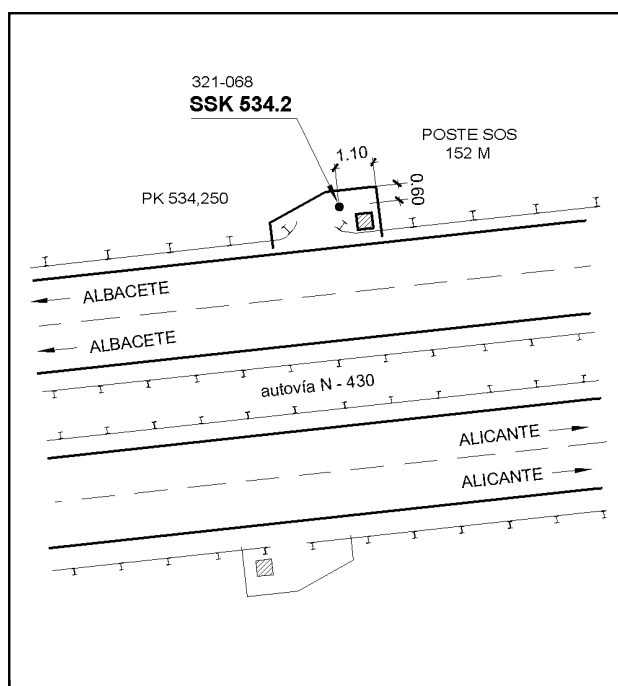 321-068
SSK 534.2
POSTE SOS
152 M
1.10
0.60
PK 534,250
ALBACETE
ALBACETE
autovía N - 430
ALICANTE
ALICANTE